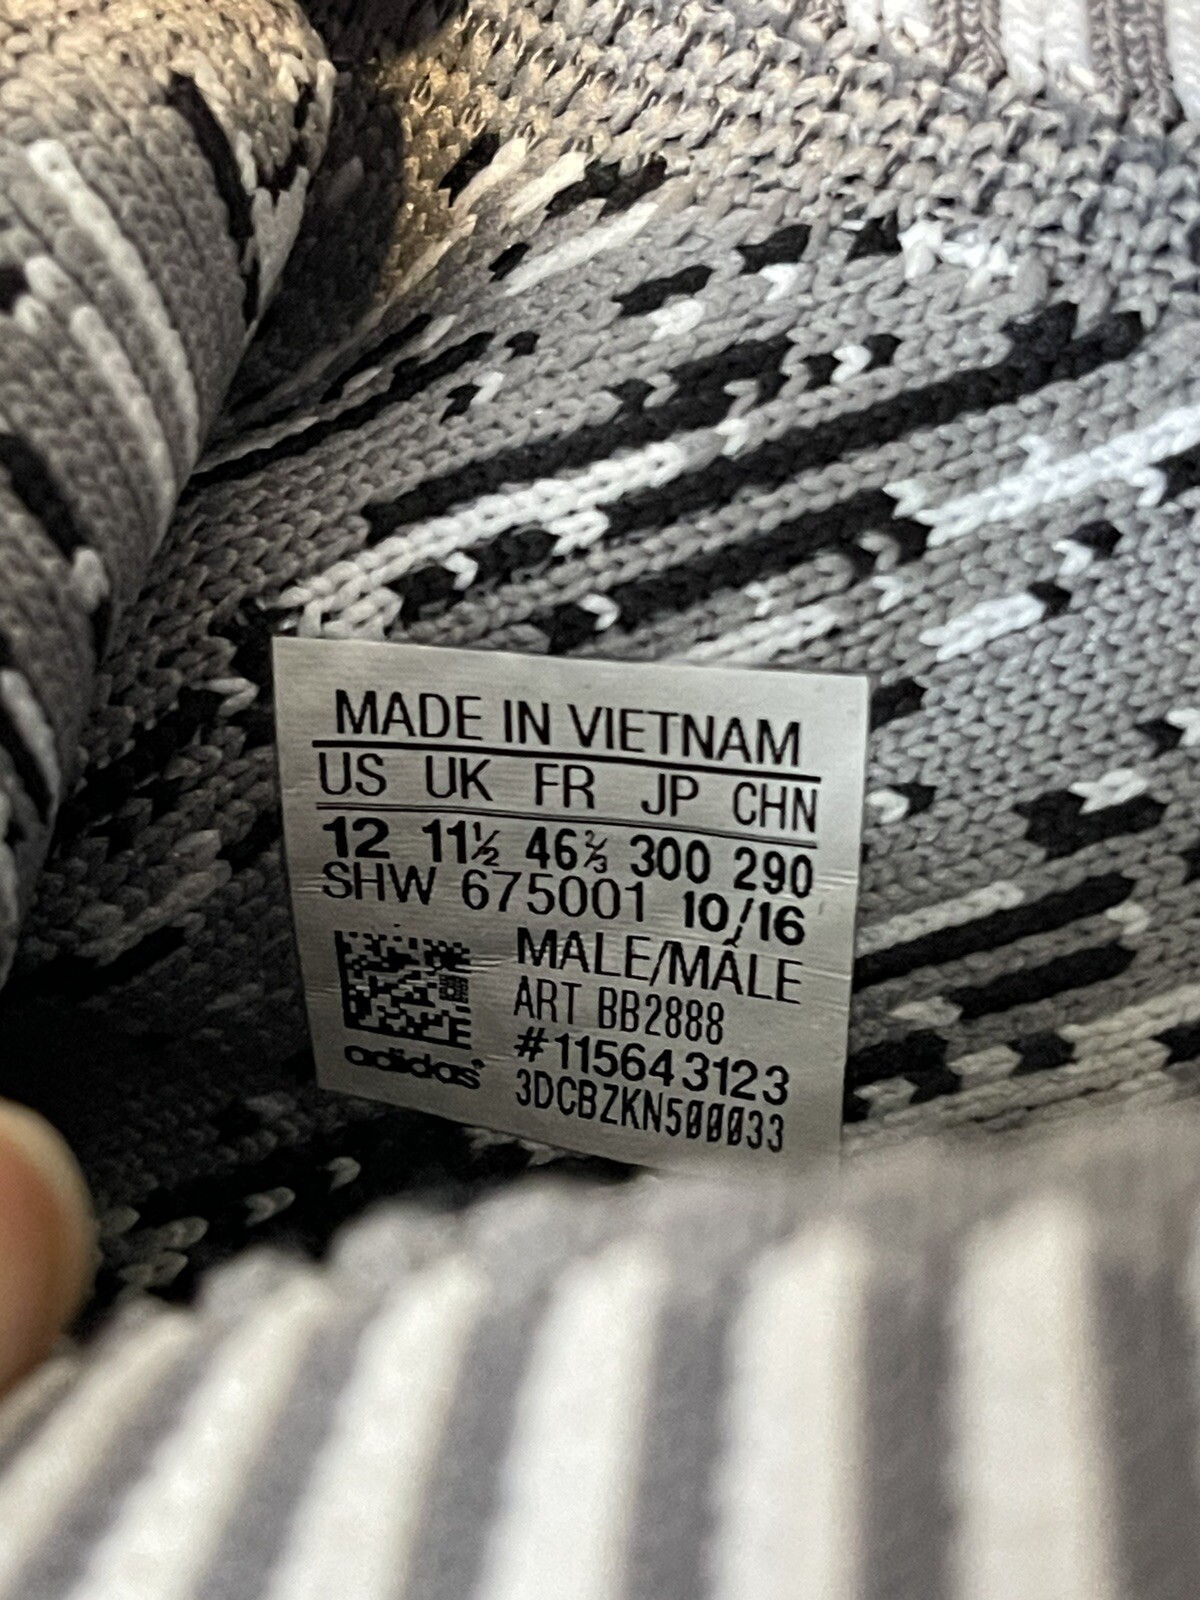 MADE IN VIETNAM
US UK FR JP CHN
12 11½ 46⅔ 300 290
SHW 675001 10/16
MALE/MÂLE
ART BB2888
#115643123
3DCBZKN500033
adidas